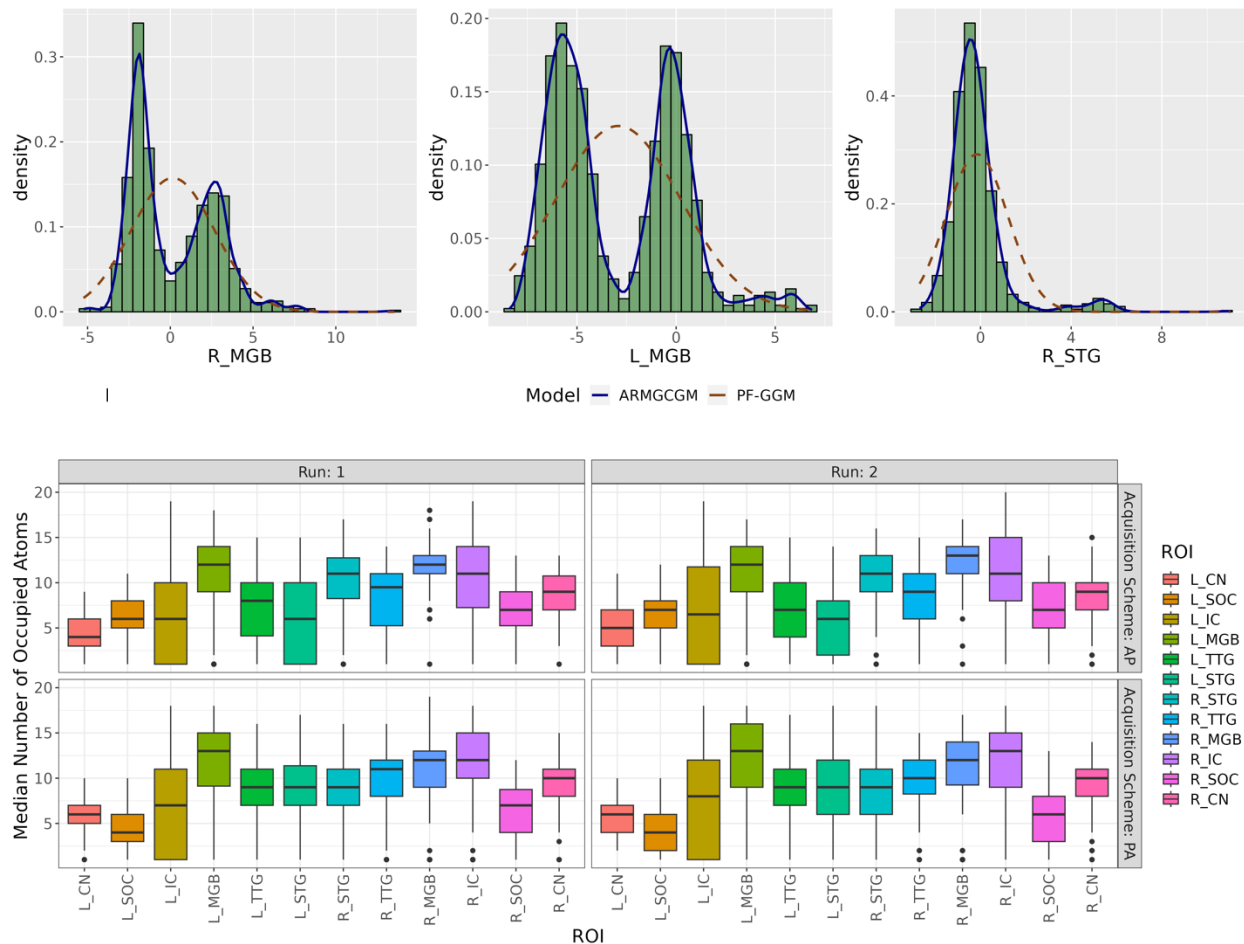 density
0.3
0.2
0.1
0.0
-5 0 5 10
R_MGB
density
0.20
0.15
0.10
0.05
0.00
-5 0 5
L_MGB
density
0.4
0.2
0.0
0 4 8
R_STG
Model ARMGCGM PF-GGM
Run: 1
Run: 2
Median Number of Occupied Atoms
20
15
10
5
Acquisition Scheme: AP
20
15
10
5
Acquisition Scheme: PA
L_CN
L_SOC
L_IC
L_MGB
L_TTG
L_STG
R_STG
R_TTG
R_MGB
R_IC
R_SOC
R_CN
L_CN
L_SOC
L_IC
L_MGB
L_TTG
L_STG
R_STG
R_TTG
R_MGB
R_IC
R_SOC
R_CN
ROI
ROI
L_CN
L_SOC
L_IC
L_MGB
L_TTG
L_STG
R_STG
R_TTG
R_MGB
R_IC
R_SOC
R_CN